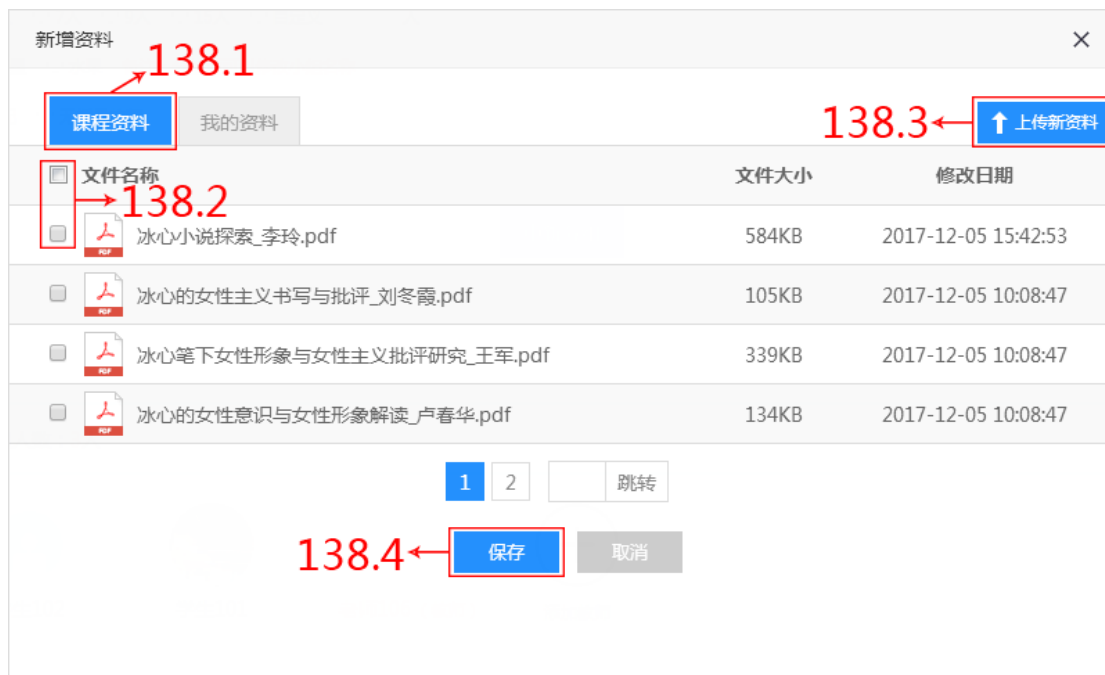 新增资料
138.1
课程资料 我的资料 138.3 上传新资料
文件名称 文件大小 修改日期
138.2
冰心小说探索_李玲.pdf 584KB 2017-12-05 15:42:53
冰心的女性主义书写与批评_刘冬霞.pdf 105KB 2017-12-05 10:08:47
冰心笔下女性形象与女性主义批评研究_王军.pdf 339KB 2017-12-05 10:08:47
冰心的女性意识与女性形象解读_卢春华.pdf 134KB 2017-12-05 10:08:47
1 2 跳转
138.4 保存 取消